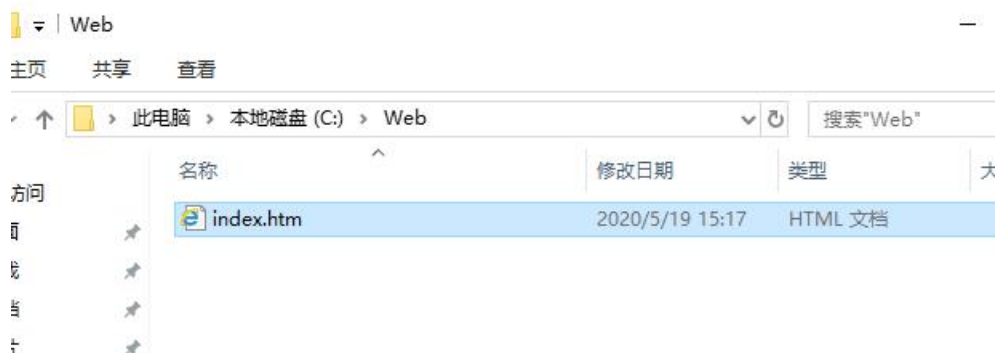 Web
主页 共享 查看
此电脑 › 本地磁盘 (C:) › Web 搜索"Web"
名称 修改日期 类型
访问
index.htm 2020/5/19 15:17 HTML 文档